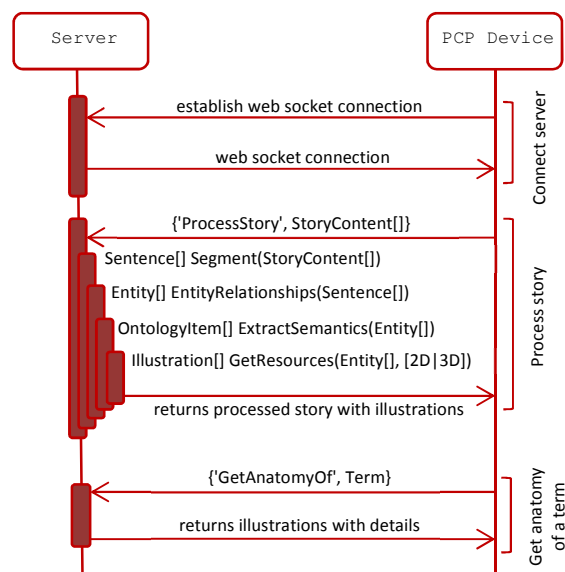 Server
PCP Device
establish web socket connection
web socket connection
Connect server
{'ProcessStory', StoryContent[]}
Sentence[] Segment(StoryContent[])
Entity[] EntityRelationships(Sentence[])
OntologyItem[] ExtractSemantics(Entity[])
Illustration[] GetResources(Entity[], [2D|3D])
returns processed story with illustrations
Process story
{'GetAnatomyOf', Term}
returns illustrations with details
Get anatomy
of a term